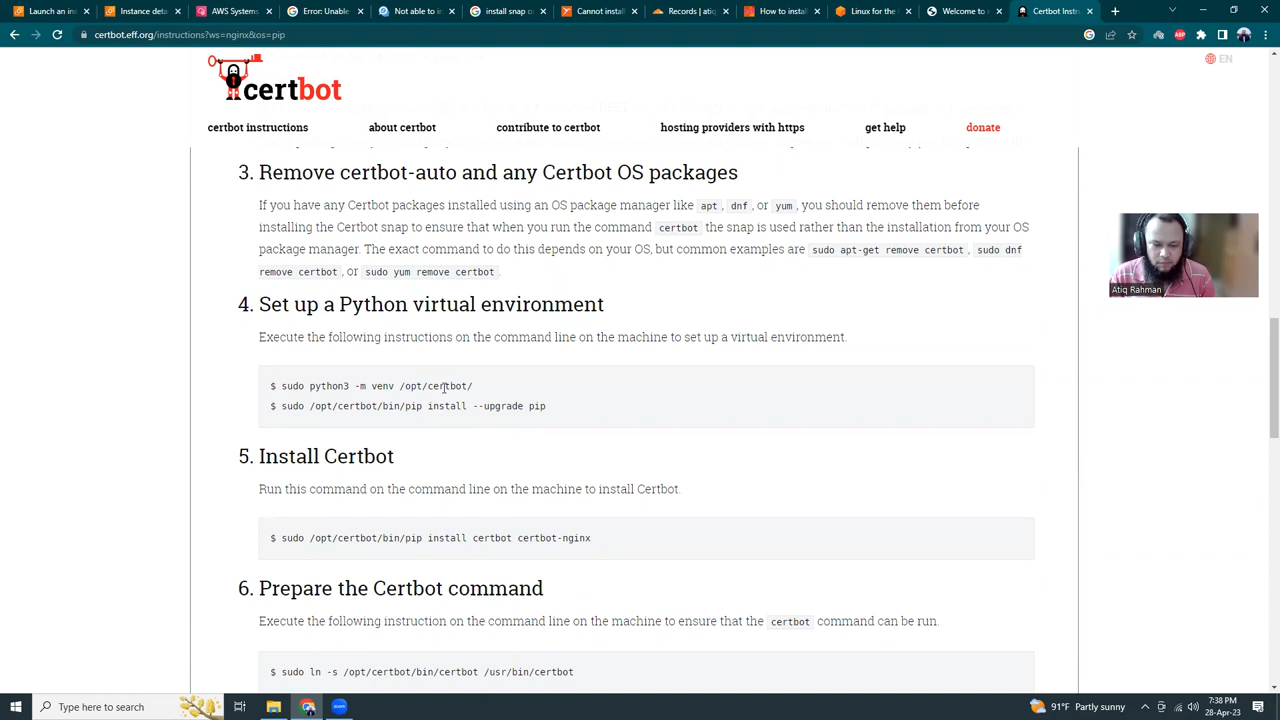 Launch an i
Instance deta
AWS Systems
Error: Unable
Not able to in
install snap o
Cannot install
Records | atiq
How to install
Linux for the
Welcome to
Certbot Instr
certbot.eff.org/instructions?ws=nginx&os=pip
certbot
EN
certbot instructions
about certbot
contribute to certbot
hosting providers with https
get help
donate
3. Remove certbot-auto and any Certbot OS packages
If you have any Certbot packages installed using an OS package manager like apt, dnf, or yum, you should remove them before
installing the Certbot snap to ensure that when you run the command certbot the snap is used rather than the installation from your OS
package manager. The exact command to do this depends on your OS, but common examples are sudo apt-get remove certbot, sudo dnf
remove certbot, or sudo yum remove certbot.
4. Set up a Python virtual environment
Execute the following instructions on the command line on the machine to set up a virtual environment.
$ sudo python3 -m venv /opt/certbot/
$ sudo /opt/certbot/bin/pip install --upgrade pip
5. Install Certbot
Run this command on the command line on the machine to install Certbot.
$ sudo /opt/certbot/bin/pip install certbot certbot-nginx
6. Prepare the Certbot command
Execute the following instruction on the command line on the machine to ensure that the certbot command can be run.
$ sudo ln -s /opt/certbot/bin/certbot /usr/bin/certbot
Atiq Rahman
Type here to search
zoom
91°F Partly sunny
7:38 PM
28-Apr-23